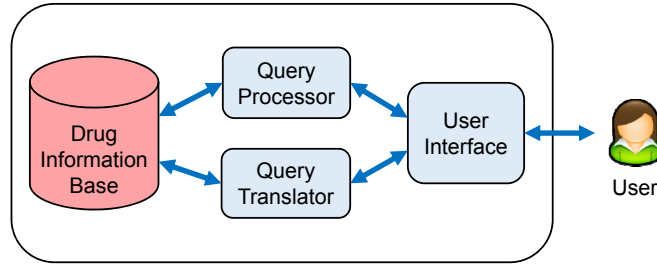 Drug
Information
Base
Query
Processor
Query
Translator
User
Interface
User